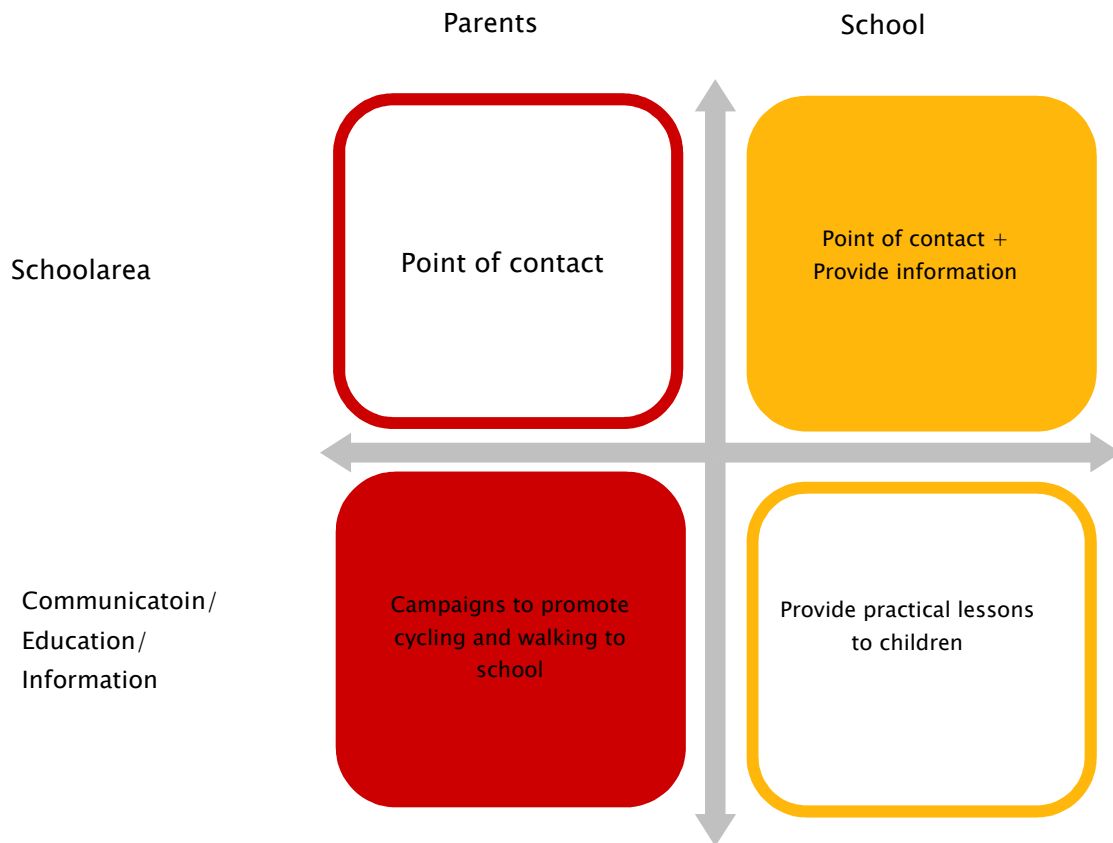 Parents
School
Schoolarea
Point of contact
Point of contact +
Provide information
Communicatoin/
Education/
Information
Campaigns to promote
cycling and walking to
school
Provide practical lessons
to children